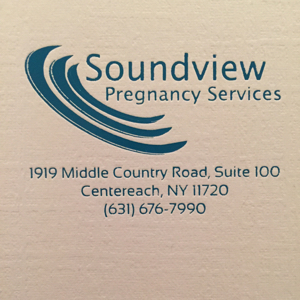 Soundview
Pregnancy Services
1919 Middle Country Road, Suite 100
Centereach, NY 11720
(631) 676-7990